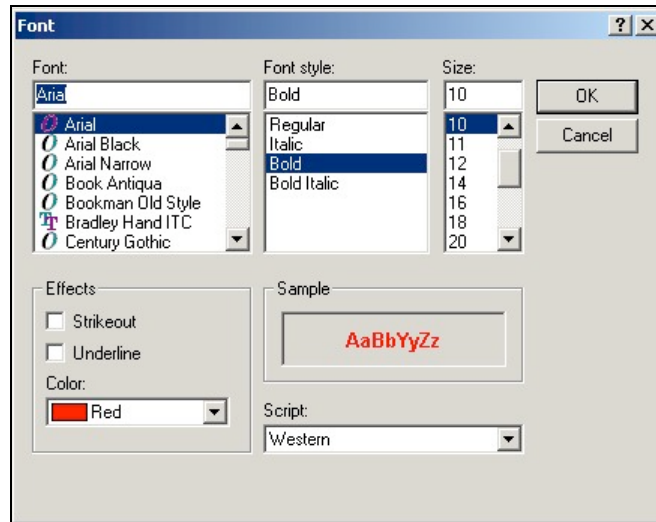 Font
Font:
Arial
Arial
Arial Black
Arial Narrow
Book Antiqua
Bookman Old Style
Bradley Hand ITC
Century Gothic
Font style:
Bold
Regular
Italic
Bold
Bold Italic
Size:
10
10
11
12
14
16
18
20
OK
Cancel
Effects
Strikeout
Underline
Color:
Red
Sample
AaBbYyZz
Script:
Western